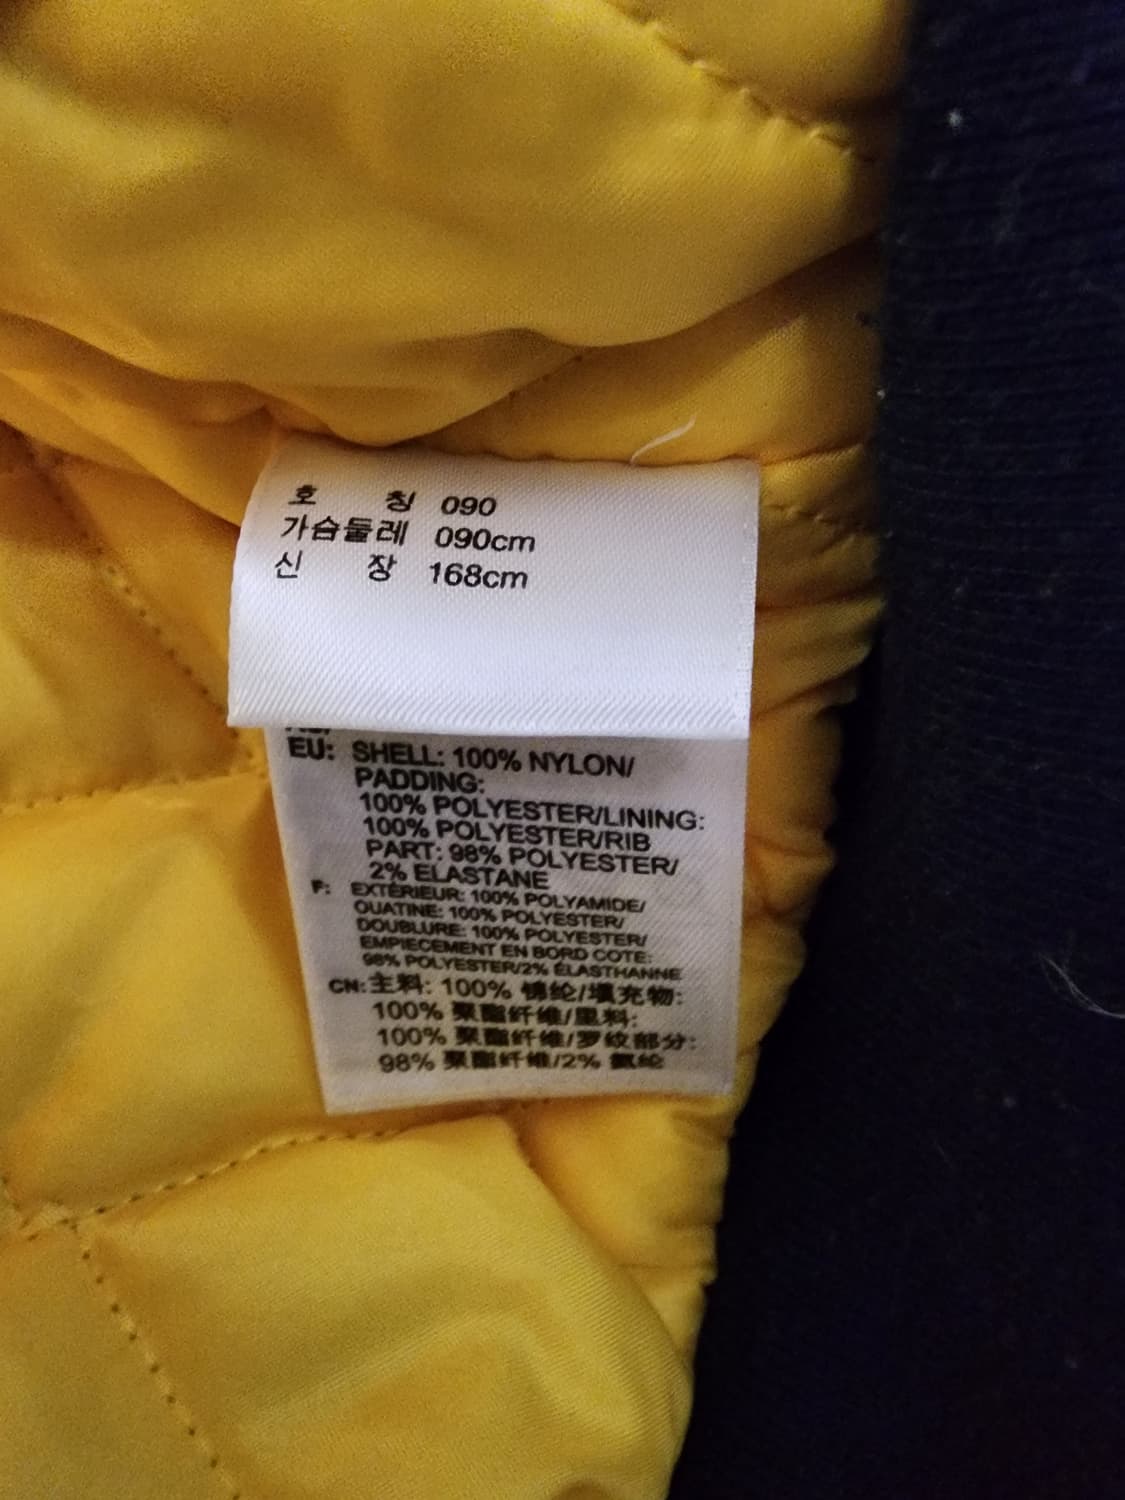 호 칭 090
가슴둘레 090cm
신 장 168cm
EU: SHELL: 100% NYLON/
PADDING:
100% POLYESTER/LINING:
100% POLYESTER/RIB
PART: 98% POLYESTER/
2% ELASTANE
F: EXTÉRIEUR: 100% POLYAMIDE/
OUATINE: 100% POLYESTER/
DOUBLURE: 100% POLYESTER/
EMPIECEMENT EN BORD COTE:
98% POLYESTER/2% ÉLASTHANNE
CN: 主料: 100% 锦纶/填充物:
100% 聚酯纤维/里料:
100% 聚酯纤维/罗纹部分:
98% 聚酯纤维/2% 氨纶